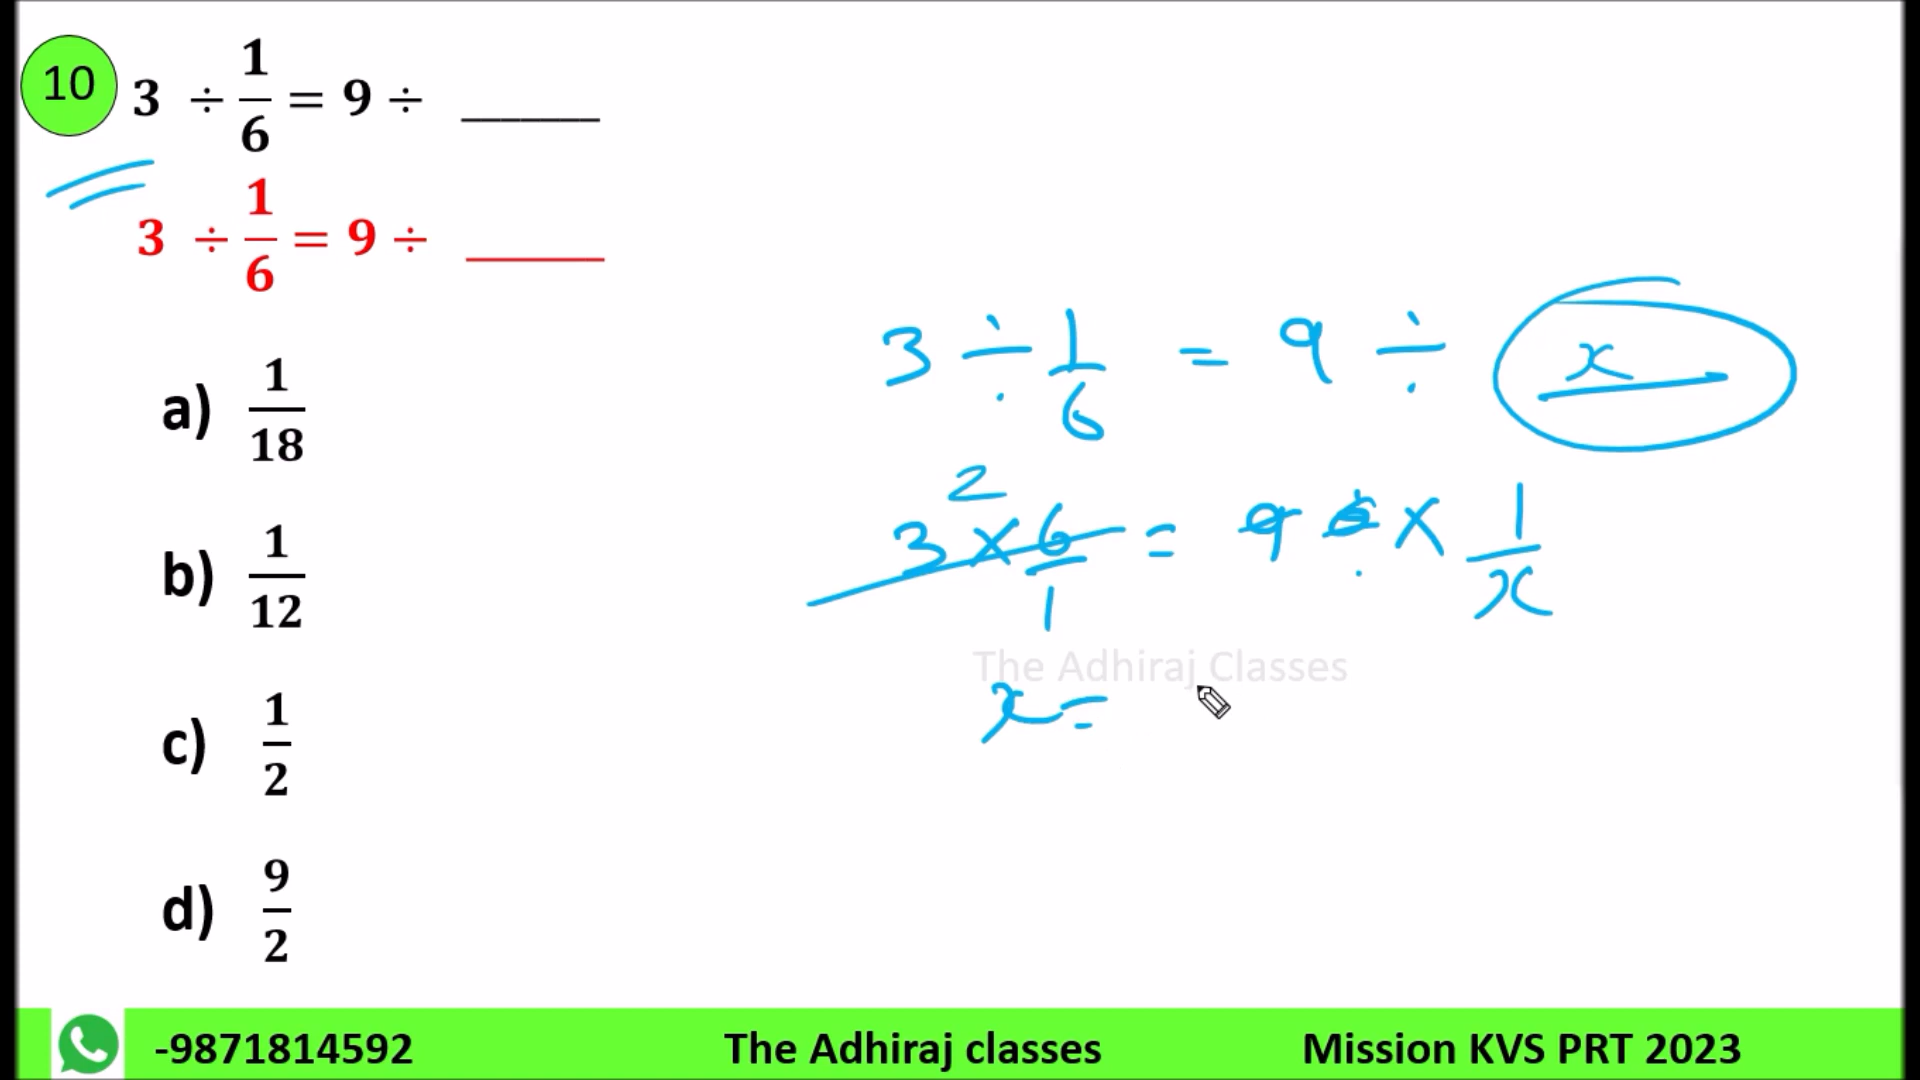 10 3 ÷ 1/6 = 9 ÷ ______
3 ÷ 1/6 = 9 ÷ ______
a) 1/18
b) 1/12
c) 1/2
d) 9/2
3 ÷ 1/6 = 9 ÷ x
2
3 × 6/1 = 9 × 1/x
The Adhiraj Classes
x =
-9871814592 The Adhiraj classes Mission KVS PRT 2023